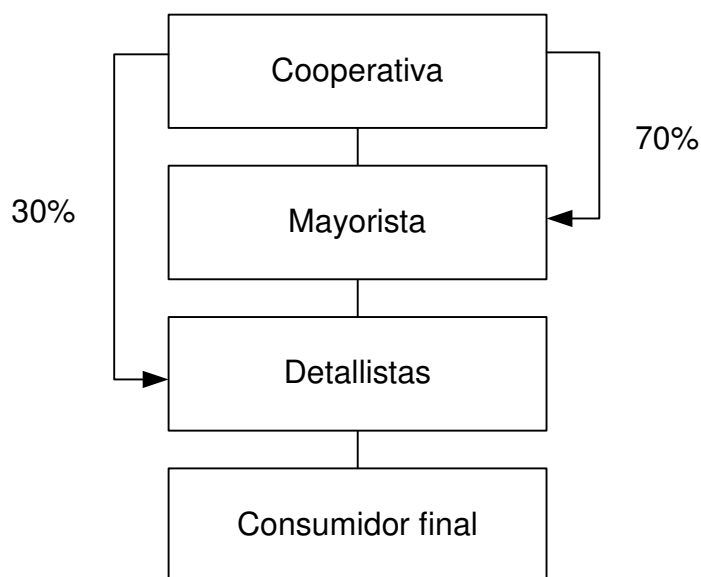 Cooperativa
70%
Mayorista
30%
Detallistas
Consumidor final